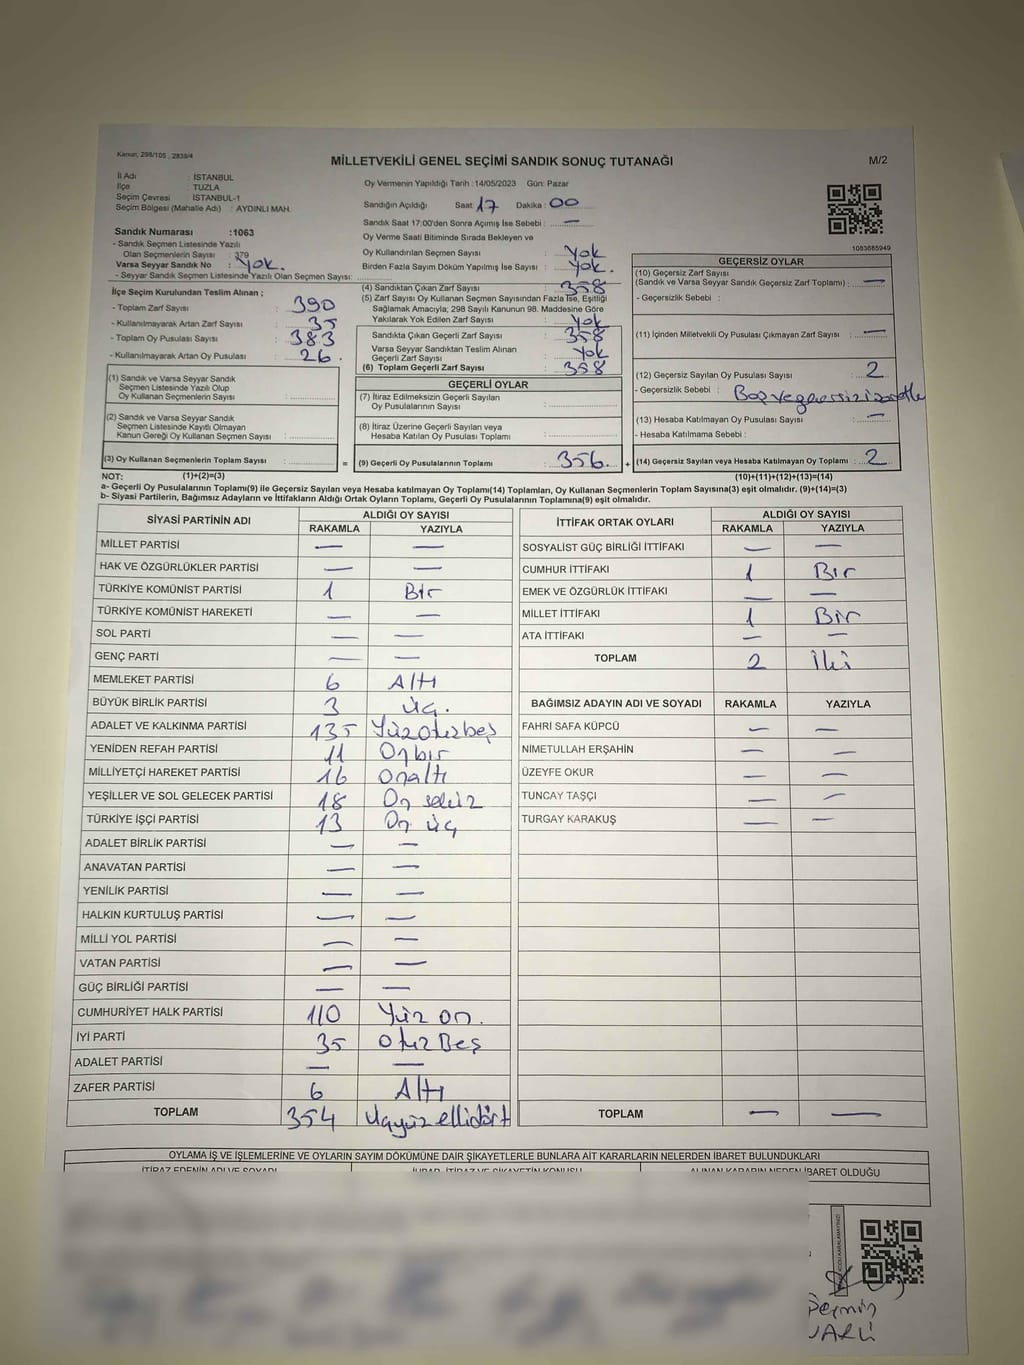 Kanun, 298/105 , 2839/4
MİLLETVEKİLİ GENEL SEÇİMİ SANDIK SONUÇ TUTANAĞI
M/2
İl Adı : İSTANBUL
İlçe : TUZLA
Seçim Çevresi : İSTANBUL-1
Seçim Bölgesi (Mahalle Adı) : AYDINLI MAH.
Oy Vermenin Yapıldığı Tarih :14/05/2023 Gün: Pazar
Sandığın Açıldığı Saat: 17 Dakika: 00
Sandık Saat 17:00'den Sonra Açımış İse Sebebi : —
Oy Verme Saati Bitiminde Sırada Bekleyen ve
Oy Kullandırılan Seçmen Sayısı : Yok
Birden Fazla Sayım Döküm Yapılmış İse Sayısı : Yok.
1083685949
Sandık Numarası :1063
- Sandık Seçmen Listesinde Yazılı
Olan Seçmenlerin Sayısı : 379
Varsa Seyyar Sandık No : Yok.
- Seyyar Sandık Seçmen Listesinde Yazılı Olan Seçmen Sayısı:
İlçe Seçim Kurulundan Teslim Alınan ;
- Toplam Zarf Sayısı : 390
- Kullanılmayarak Artan Zarf Sayısı : 35
- Toplam Oy Pusulası : 383
- Kullanılmayarak Artan Oy Pusulası : 26.
(4) Sandıktan Çıkan Zarf Sayısı : 358
(5) Zarf Sayısı Oy Kullanan Seçmen Sayısından Fazla İse, Eşitliği
Sağlamak Amacıyla; 298 Sayılı Kanunun 98. Maddesine Göre
Yakılarak Yok Edilen Zarf Sayısı : Yok
Sandıkta Çıkan Geçerli Zarf Sayısı : 358
Varsa Seyyar Sandıktan Teslim Alınan
Geçerli Zarf Sayısı : Yok
(6) Toplam Geçerli Zarf Sayısı : 358
GEÇERSİZ OYLAR
(10) Geçersiz Zarf Sayısı
(Sandık ve Varsa Seyyar Sandık Geçersiz Zarf Toplamı) : —
- Geçersizlik Sebebi :
(11) İçinden Milletvekili Oy Pusulası Çıkmayan Zarf Sayısı : —
(12) Geçersiz Sayılan Oy Pusulası Sayısı : 2
- Geçersizlik Sebebi :
(13) Hesaba Katılmayan Oy Pusulası Sayısı : —
- Hesaba Katılmama Sebebi :
(14) Geçersiz Sayılan veya Hesaba Katılmayan Oy Toplamı : 2
(1) Sandık ve Varsa Seyyar Sandık
Seçmen Listesinde Yazılı Olup
Oy Kullanan Seçmenlerin Sayısı :
(2) Sandık ve Varsa Seyyar Sandık
Seçmen Listesinde Kayıtlı Olmayan
Kanun Gereği Oy Kullanan Seçmen Sayısı :
(3) Oy Kullanan Seçmenlerin Toplam Sayısı :
GEÇERLİ OYLAR
(7) İtiraz Edilmeksizin Geçerli Sayılan
Oy Pusulalarının Sayısı :
(8) İtiraz Üzerine Geçerli Sayılan veya
Hesaba Katılan Oy Pusulası Toplamı :
= (9) Geçerli Oy Pusulalarının Toplamı : 356. +
NOT: (1)+(2)=(3) (10)+(11)+(12)+(13)=(14)
a- Geçerli Oy Pusulalarının Toplamı(9) ile Geçersiz Sayılan veya Hesaba katılmayan Oy Toplamı(14) Toplamları, Oy Kullanan Seçmenlerin Toplam Sayısına(3) eşit olmalıdır. (9)+(14)=(3)
b- Siyasi Partilerin, Bağımsız Adayların ve İttifakların Aldığı Ortak Oyların Toplamı, Geçerli Oy Pusulalarının Toplamına(9) eşit olmalıdır.
SİYASİ PARTİNİN ADI ALDIĞI OY SAYISI
RAKAMLA YAZIYLA
MİLLET PARTİSİ — —
HAK VE ÖZGÜRLÜKLER PARTİSİ — —
TÜRKİYE KOMÜNİST PARTİSİ 1 Bir
TÜRKİYE KOMÜNİST HAREKETİ — —
SOL PARTİ — —
GENÇ PARTİ — —
MEMLEKET PARTİSİ 6 Altı
BÜYÜK BİRLİK PARTİSİ 3 Üç.
ADALET VE KALKINMA PARTİSİ 135 Yüzotuzbeş
YENİDEN REFAH PARTİSİ 11 Onbir
MİLLİYETÇİ HAREKET PARTİSİ 16 Onaltı
YEŞİLLER VE SOL GELECEK PARTİSİ 18 On sekiz
TÜRKİYE İŞÇİ PARTİSİ 13 On üç
ADALET BİRLİK PARTİSİ — —
ANAVATAN PARTİSİ — —
YENİLİK PARTİSİ — —
HALKIN KURTULUŞ PARTİSİ — —
MİLLİ YOL PARTİSİ — —
VATAN PARTİSİ — —
GÜÇ BİRLİĞİ PARTİSİ — —
CUMHURİYET HALK PARTİSİ 110 Yüz on.
İYİ PARTİ 35 Otuz Beş
ADALET PARTİSİ — —
ZAFER PARTİSİ 6 Altı
TOPLAM 354 Üçyüz ellidört
İTTİFAK ORTAK OYLARI ALDIĞI OY SAYISI
RAKAMLA YAZIYLA
SOSYALİST GÜÇ BİRLİĞİ İTTİFAKI — —
CUMHUR İTTİFAKI 1 Bir
EMEK VE ÖZGÜRLÜK İTTİFAKI — —
MİLLET İTTİFAKI 1 Bir
ATA İTTİFAKI — —
TOPLAM 2 İki
BAĞIMSIZ ADAYIN ADI VE SOYADI RAKAMLA YAZIYLA
FAHRİ SAFA KÜPCÜ — —
NİMETULLAH ERŞAHİN — —
ÜZEYFE OKUR — —
TUNCAY TAŞÇI — —
TURGAY KARAKUŞ — —
TOPLAM — —
OYLAMA İŞ VE İŞLEMLERİNE VE OYLARIN SAYIM DÖKÜMÜNE DAİR ŞİKAYETLERLE BUNLARA AİT KARARLARIN NELERDEN İBARET BULUNDUKLARI
İTİRAZ EDENİN ADI VE SOYADI
ALINAN KARARIN NEDEN İBARET OLDUĞU